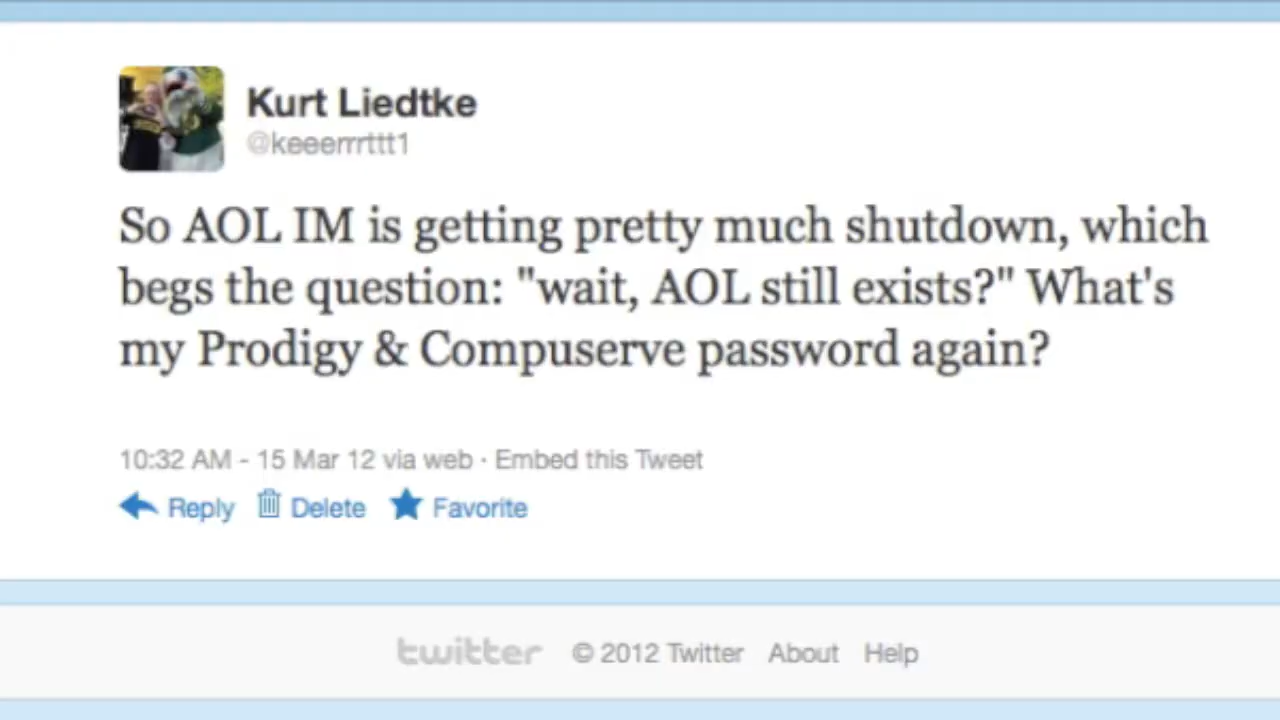 Kurt Liedtke
@keeerrrttt1
So AOL IM is getting pretty much shutdown, which
begs the question: "wait, AOL still exists?" What's
my Prodigy & Compuserve password again?
10:32 AM - 15 Mar 12 via web · Embed this Tweet
Reply Delete Favorite
twitter © 2012 Twitter About Help